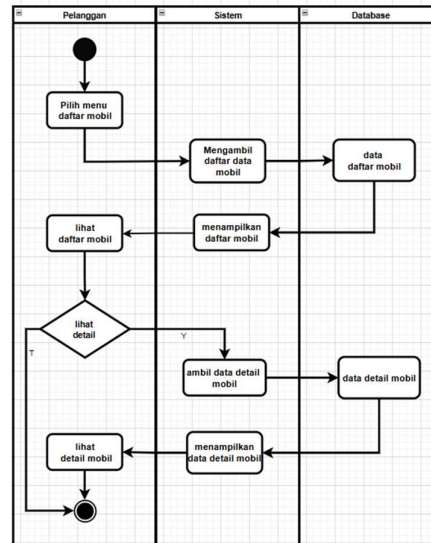 Pelanggan
Sistem
Database
Pilih menu
daftar mobil
Mengambil
daftar data
mobil
data
daftar mobil
lihat
daftar mobil
menampilkan
daftar mobil
lihat
detail
T
Y
ambil data detail
mobil
data detail mobil
lihat
detail mobil
menampilkan
data detail mobil